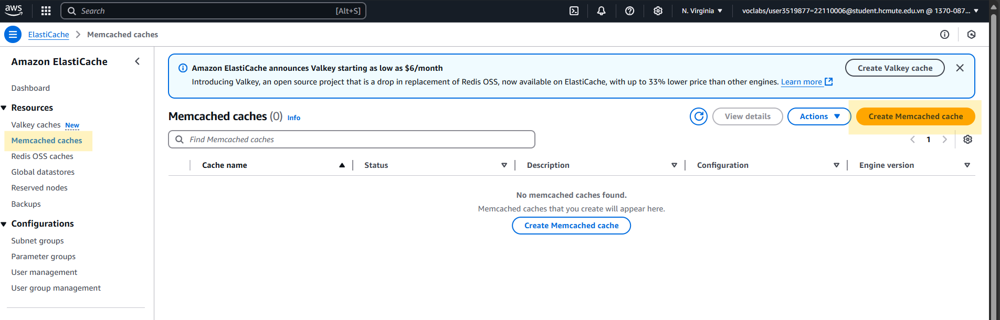 aws
Search [Alt+S]
N. Virginia
voclabs/user3519877=22110006@student.hcmute.edu.vn @ 1370-087...
ElastiCache > Memcached caches
Amazon ElastiCache
Dashboard
Resources
Valkey caches New
Memcached caches
Redis OSS caches
Global datastores
Reserved nodes
Backups
Configurations
Subnet groups
Parameter groups
User management
User group management
Amazon ElastiCache announces Valkey starting as low as $6/month
Introducing Valkey, an open source project that is a drop in replacement of Redis OSS, now available on ElastiCache, with up to 33% lower price than other engines. Learn more
Create Valkey cache
Memcached caches (0) Info
View details
Actions
Create Memcached cache
Find Memcached caches
1
Cache name Status Description Configuration Engine version
No memcached caches found.
Memcached caches that you create will appear here.
Create Memcached cache